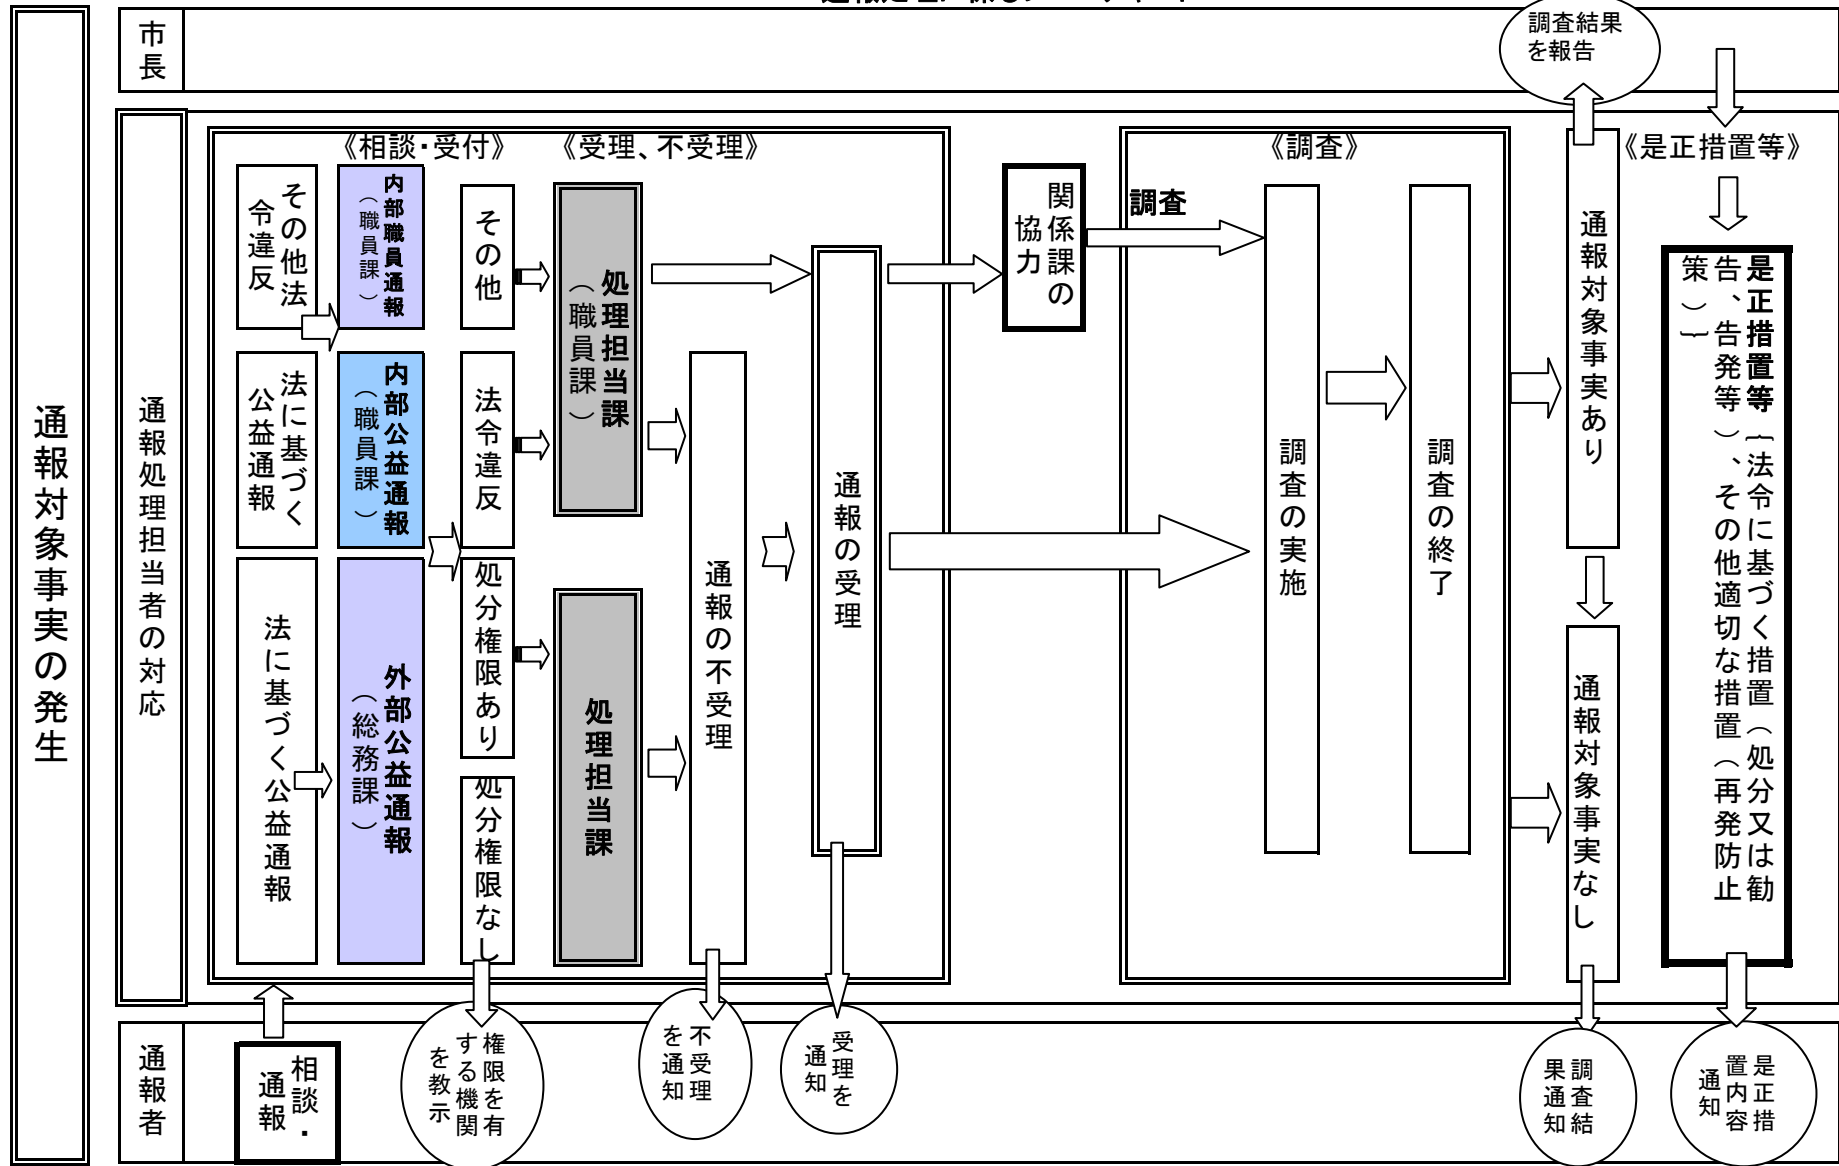 通報対象事実の発生
市長
調査結果
を報告
通報処理担当者の対応
《相談・受付》
《受理、不受理》
《調査》
《是正措置等》
その他法
令違反
法に基づく
公益通報
法に基づく公益通報
内部職員通報
（職員課）
内部公益通報
（職員課）
外部公益通報
（総務課）
その他
法令違反
処分権限あり
処分権限なし
処理担当課
（職員課）
処理担当課
通報の不受理
通報の受理
関係課の
協力
調査
調査の実施
調査の終了
通報対象事実あり
通報対象事実なし
是正措置等｛法令に基づく措置（処分又は勧
告、告発等）、その他適切な措置（再発防止
策）｝
通報者
相談・
通報
権限を有
する機関
を教示
不受理
を通知
受理を
通知
調査結
果通知
是正措
置内容
通知